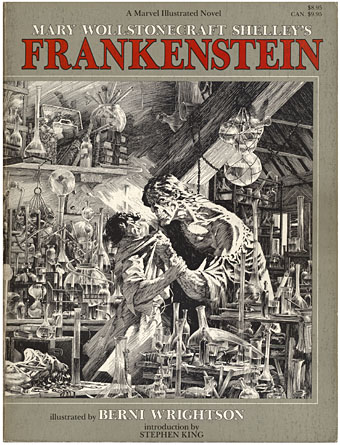 $8.95
CAN. $9.95
A Marvel Illustrated Novel
MARY WOLLSTONECRAFT SHELLEY'S
FRANKENSTEIN
illustrated by BERNI WRIGHTSON
introduction by
STEPHEN KING